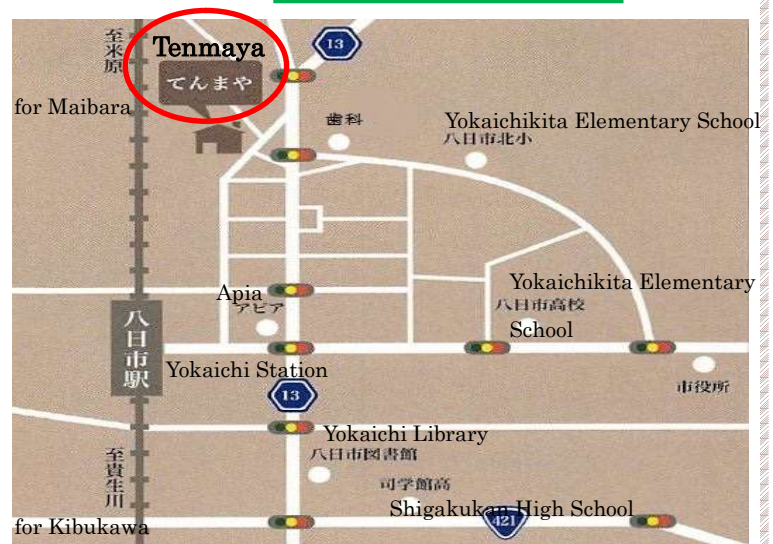 至米原
Tenmaya
てんまや
13
for Maibara
歯科
Yokaichikita Elementary School
八日市北小
Apia
アピア
Yokaichikita Elementary
八日市高校
School
八日市駅
Yokaichi Station
13
市役所
Yokaichi Library
八日市図書館
至貴生川
司学館高
Shigakukan High School
421
for Kibukawa